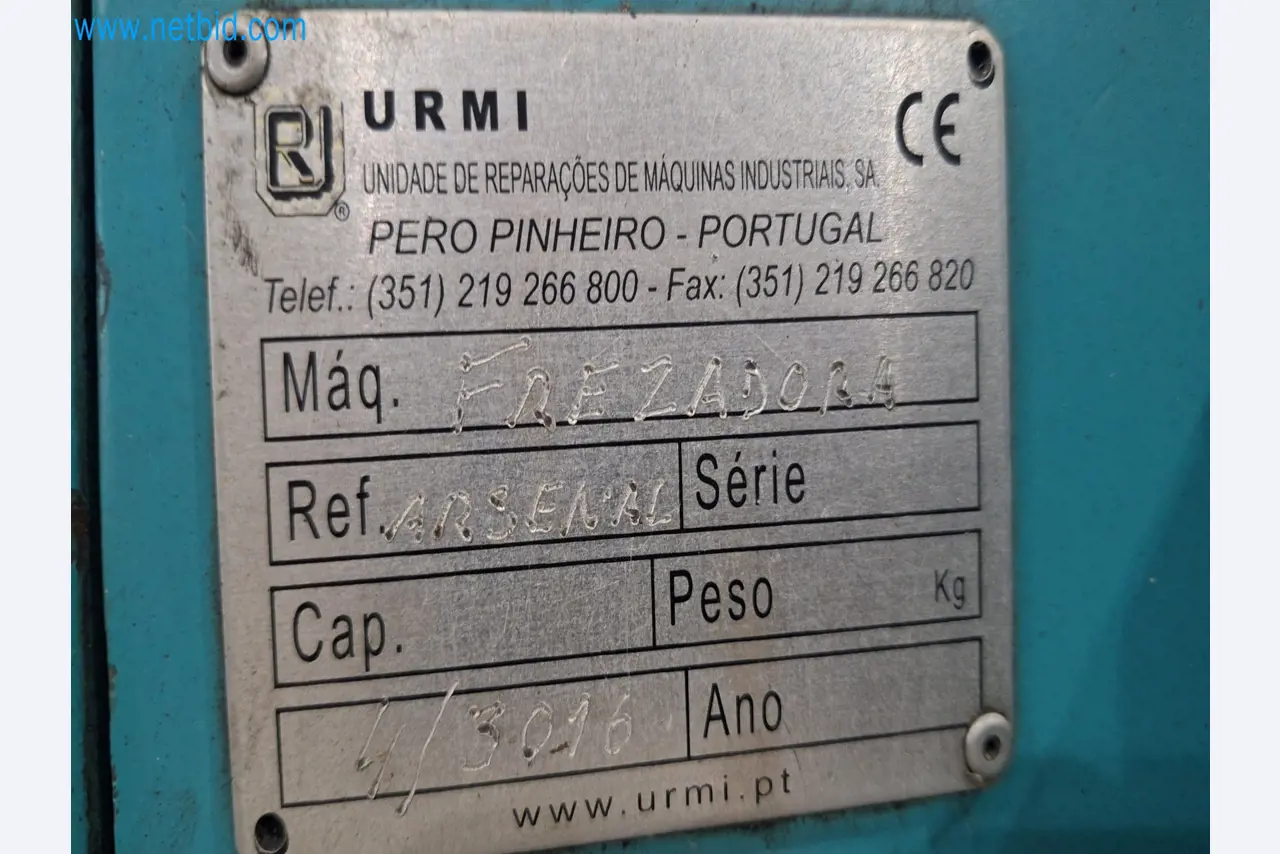 www.netbid.com
URMI
CE
R
®
UNIDADE DE REPARAÇÕES DE MÁQUINAS INDUSTRIAIS, SA
PERO PINHEIRO - PORTUGAL
Telef.: (351) 219 266 800 - Fax: (351) 219 266 820
Máq. FREZADORA
Ref. ARSENAL Série
Cap. Peso Kg
4/3016 Ano
www.urmi.pt